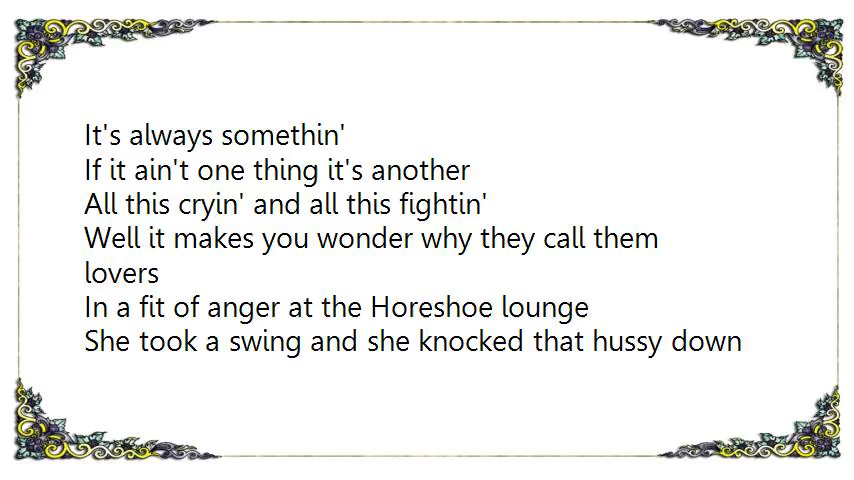 It's always somethin'
If it ain't one thing it's another
All this cryin' and all this fightin'
Well it makes you wonder why they call them
lovers
In a fit of anger at the Horeshoe lounge
She took a swing and she knocked that hussy down